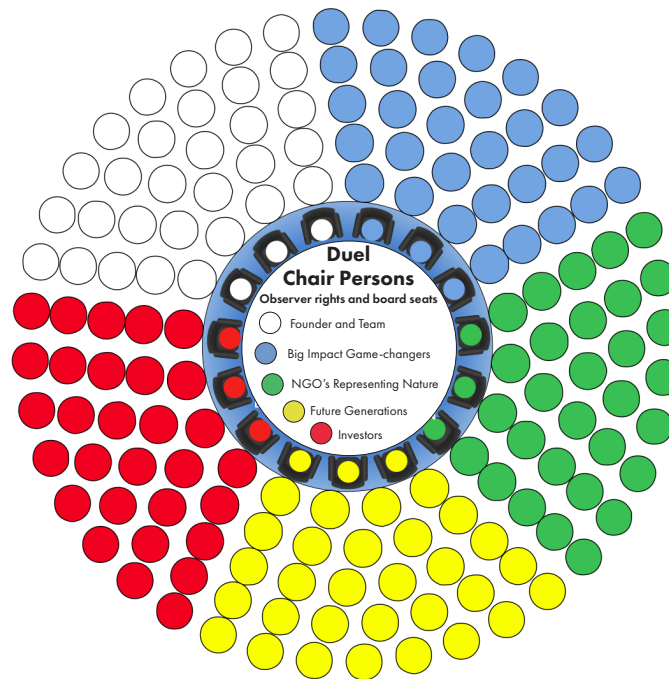 Duel
Chair Persons
Observer rights and board seats
Founder and Team
Big Impact Game-changers
NGO's Representing Nature
Future Generations
Investors